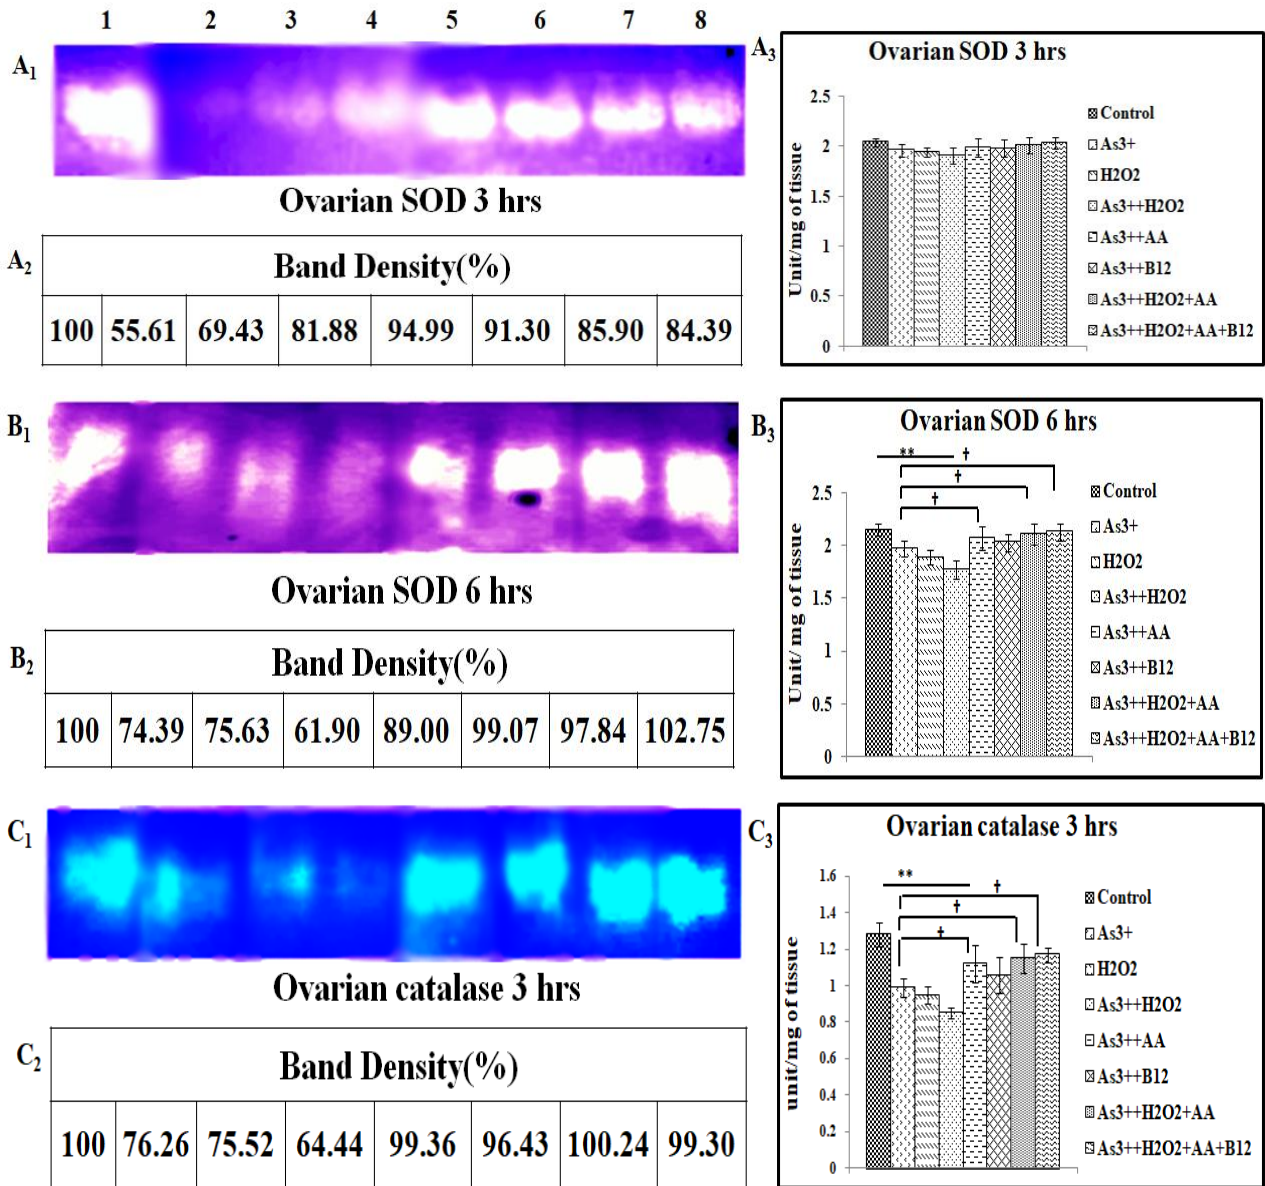 1 2 3 4 5 6 7 8
A1
Ovarian SOD 3 hrs
A2
Band Density(%)
100 55.61 69.43 81.88 94.99 91.30 85.90 84.39
A3
Ovarian SOD 3 hrs
Unit/mg of tissue
2.5
2
1.5
1
0.5
0
Control
As3+
H2O2
As3++H2O2
As3++AA
As3++B12
As3++H2O2+AA
As3++H2O2+AA+B12
B1
Ovarian SOD 6 hrs
B2
Band Density(%)
100 74.39 75.63 61.90 89.00 99.07 97.84 102.75
B3
Ovarian SOD 6 hrs
**
†
†
†
Unit/ mg of tissue
2.5
2
1.5
1
0.5
0
Control
As3+
H2O2
As3++H2O2
As3++AA
As3++B12
As3++H2O2+AA
As3++H2O2+AA+B12
C1
Ovarian catalase 3 hrs
C2
Band Density(%)
100 76.26 75.52 64.44 99.36 96.43 100.24 99.30
C3
Ovarian catalase 3 hrs
**
†
†
†
unit/mg of tissue
1.6
1.4
1.2
1
0.8
0.6
0.4
0.2
0
Control
As3+
H2O2
As3++H2O2
As3++AA
As3++B12
As3++H2O2+AA
As3++H2O2+AA+B12